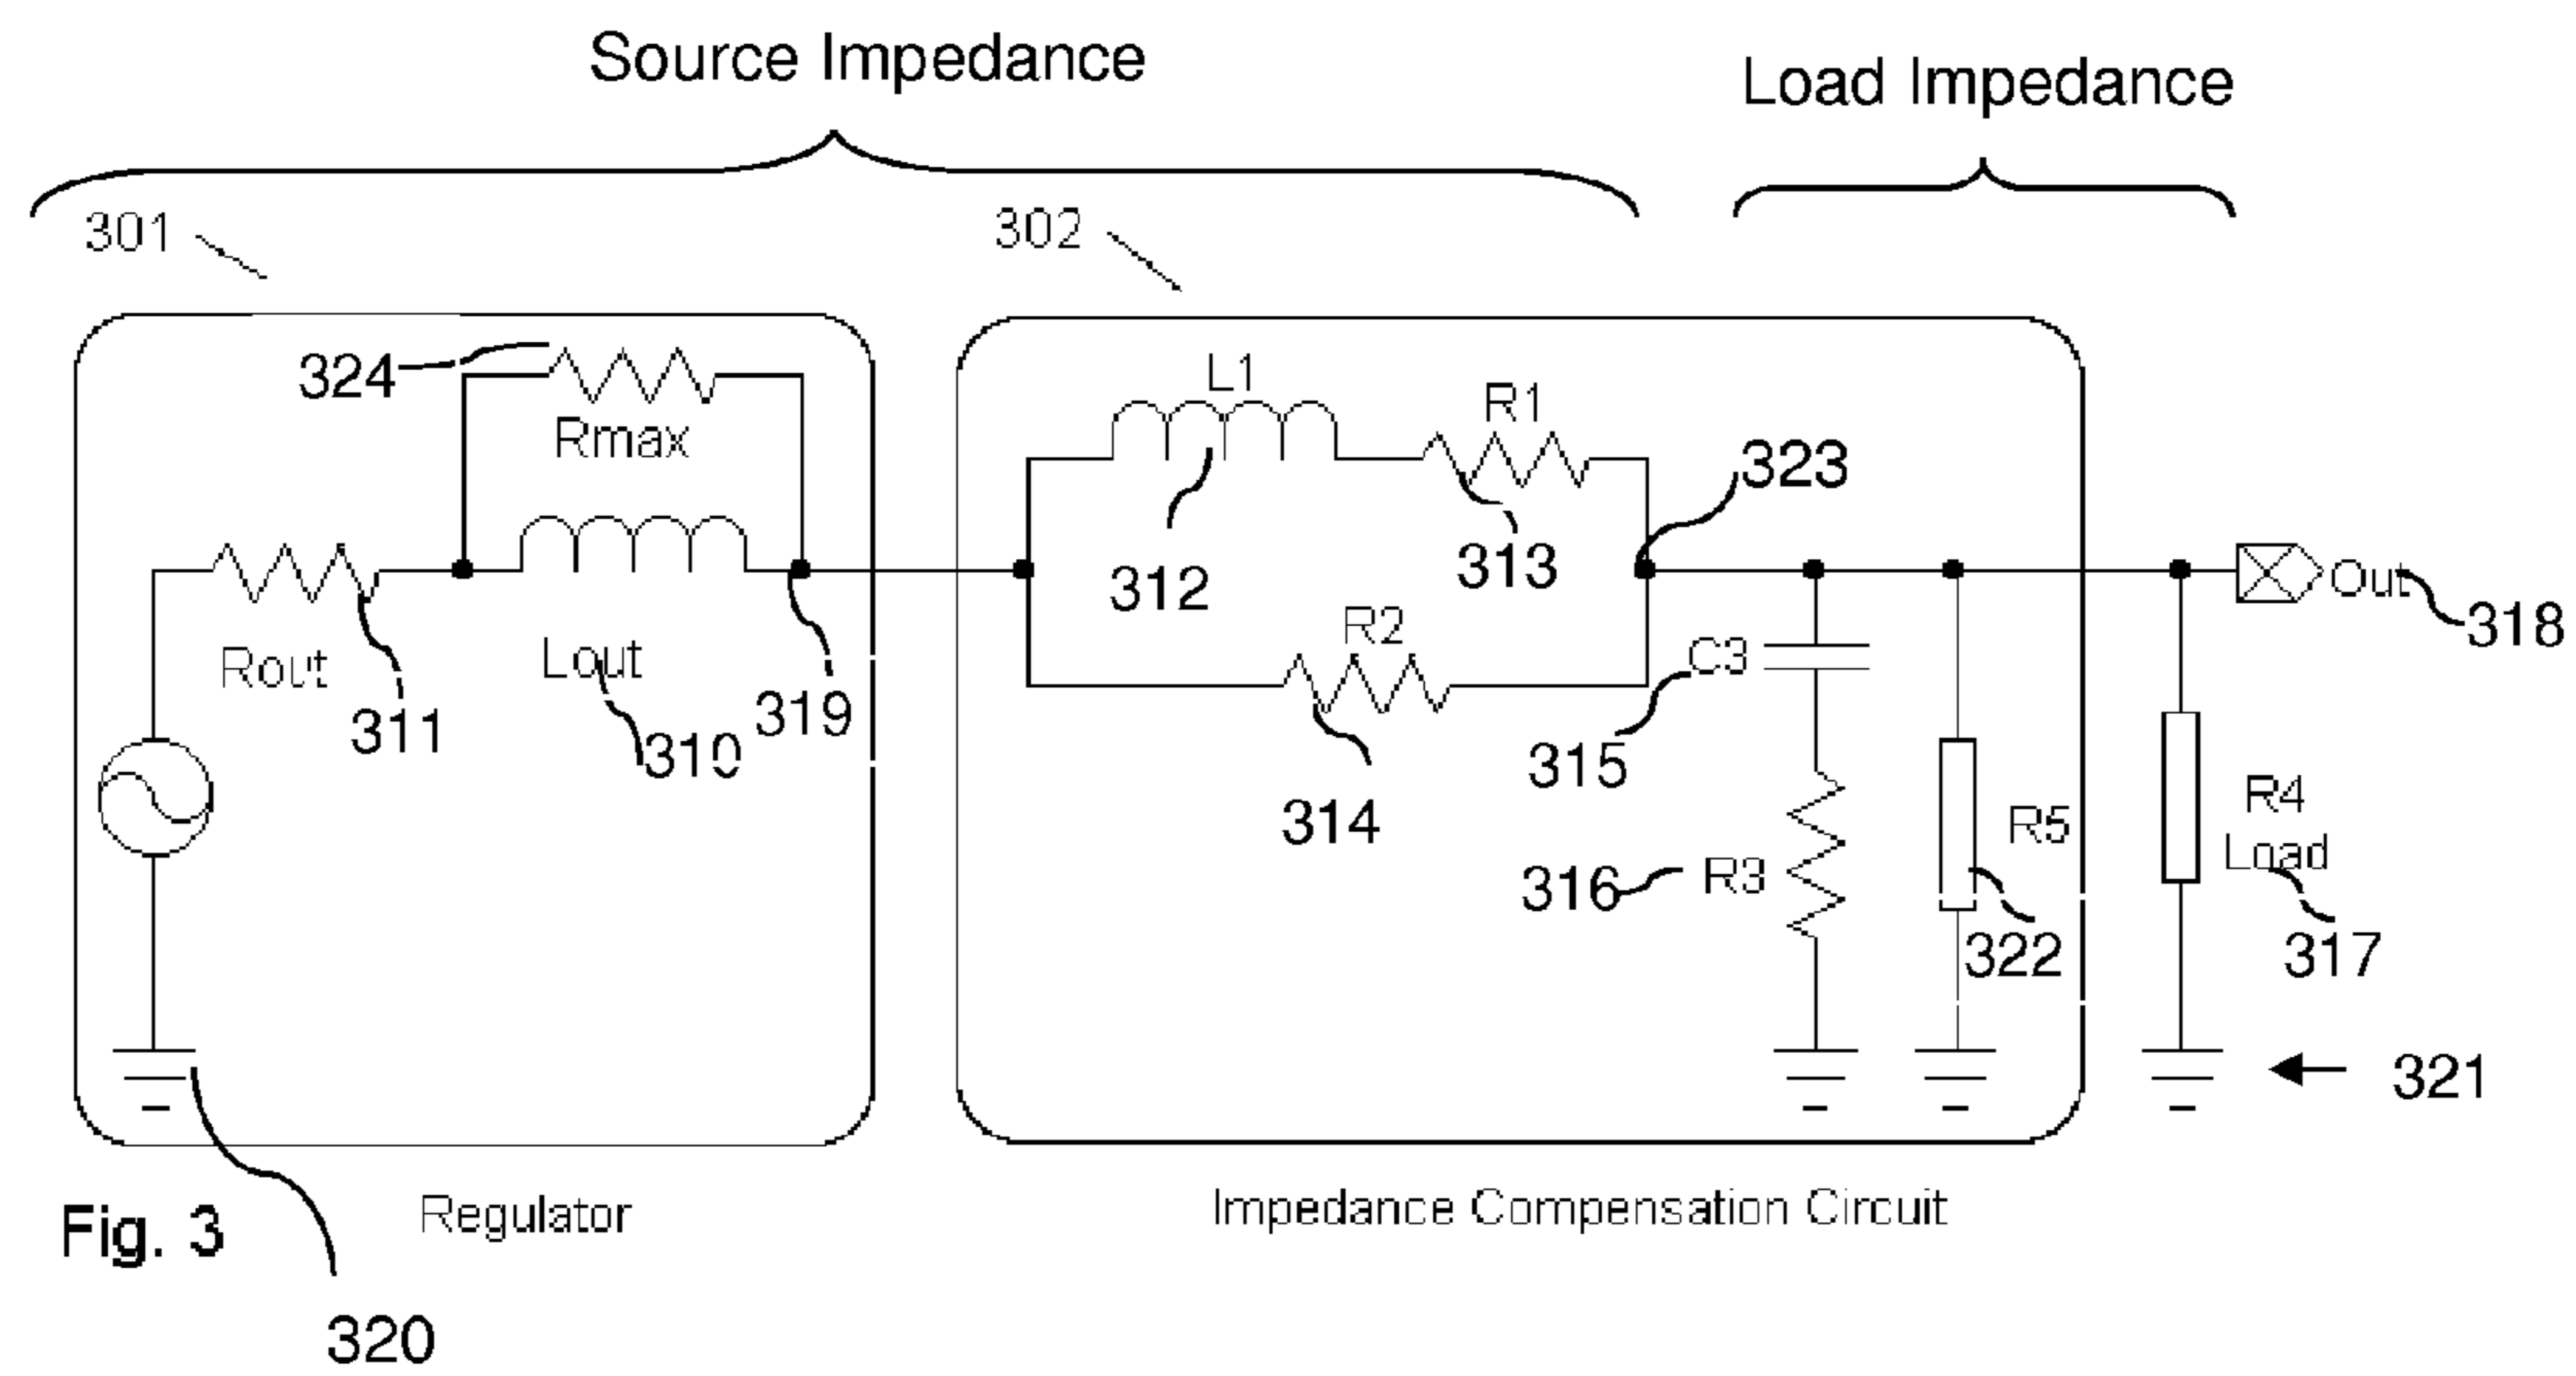 Source Impedance
Load Impedance
301
302
324
Rmax
L1
R1
323
312
313
Rout
311
Lout
310
319
R2
314
C3
315
Out
318
316
R3
R5
322
R4
Load
317
321
Regulator
Impedance Compensation Circuit
Fig. 3
320